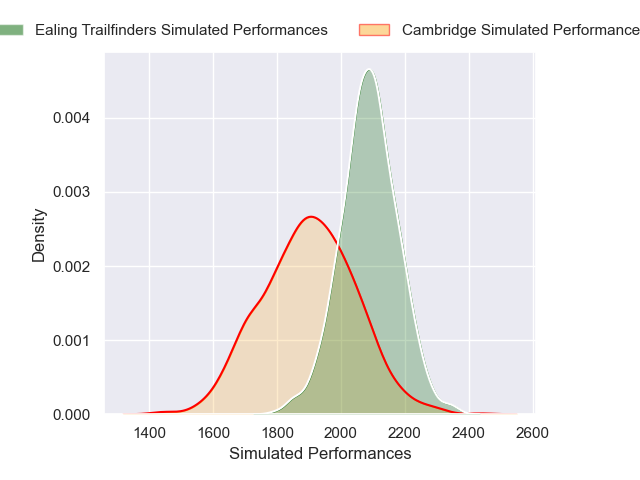 Ealing Trailfinders Simulated Performances
Cambridge Simulated Performance
Density
0.004
0.003
0.002
0.001
0.000
1400 1600 1800 2000 2200 2400 2600
Simulated Performances